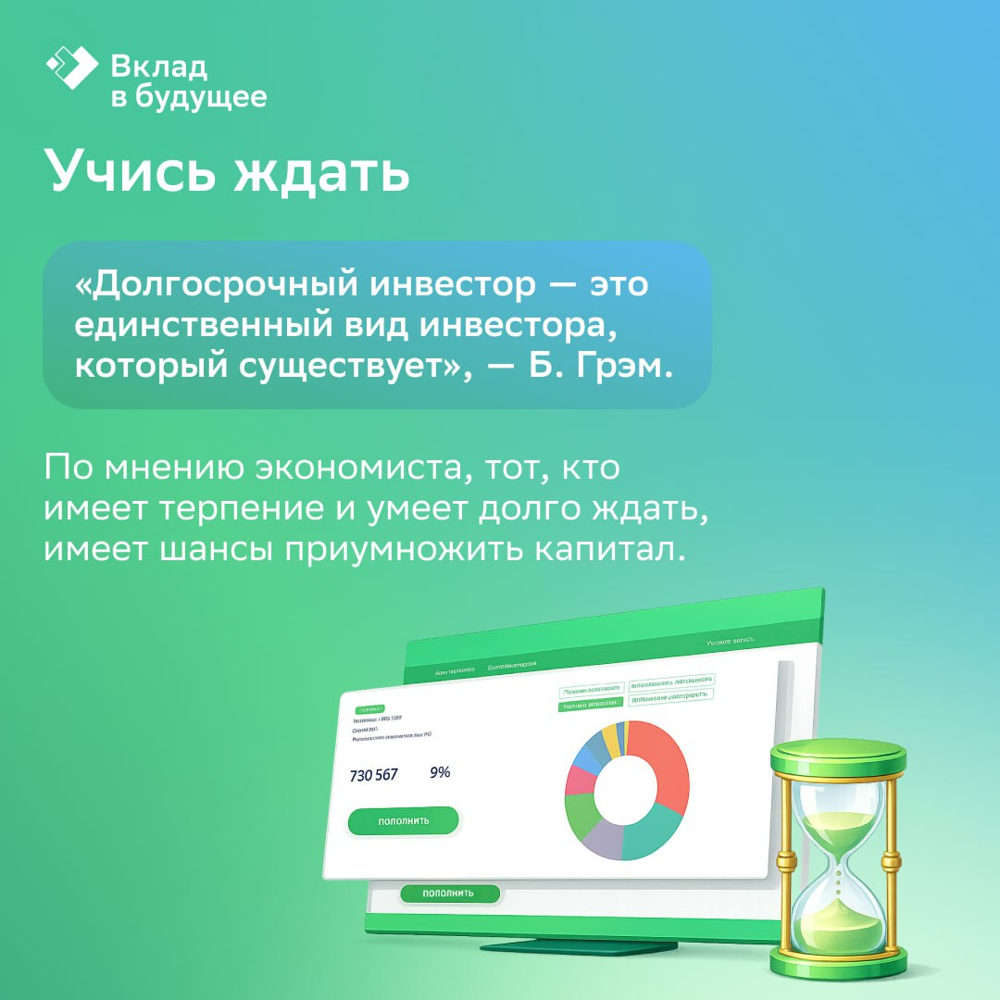 Вклад
в будущее
Учись ждать
«Долгосрочный инвестор — это
единственный вид инвестора,
который существует», — Б. Грэм.
По мнению экономиста, тот, кто
имеет терпение и умеет долго ждать,
имеет шансы приумножить капитал.
730 567 9%
ПОПОЛНИТЬ
ПОПОЛНИТЬ